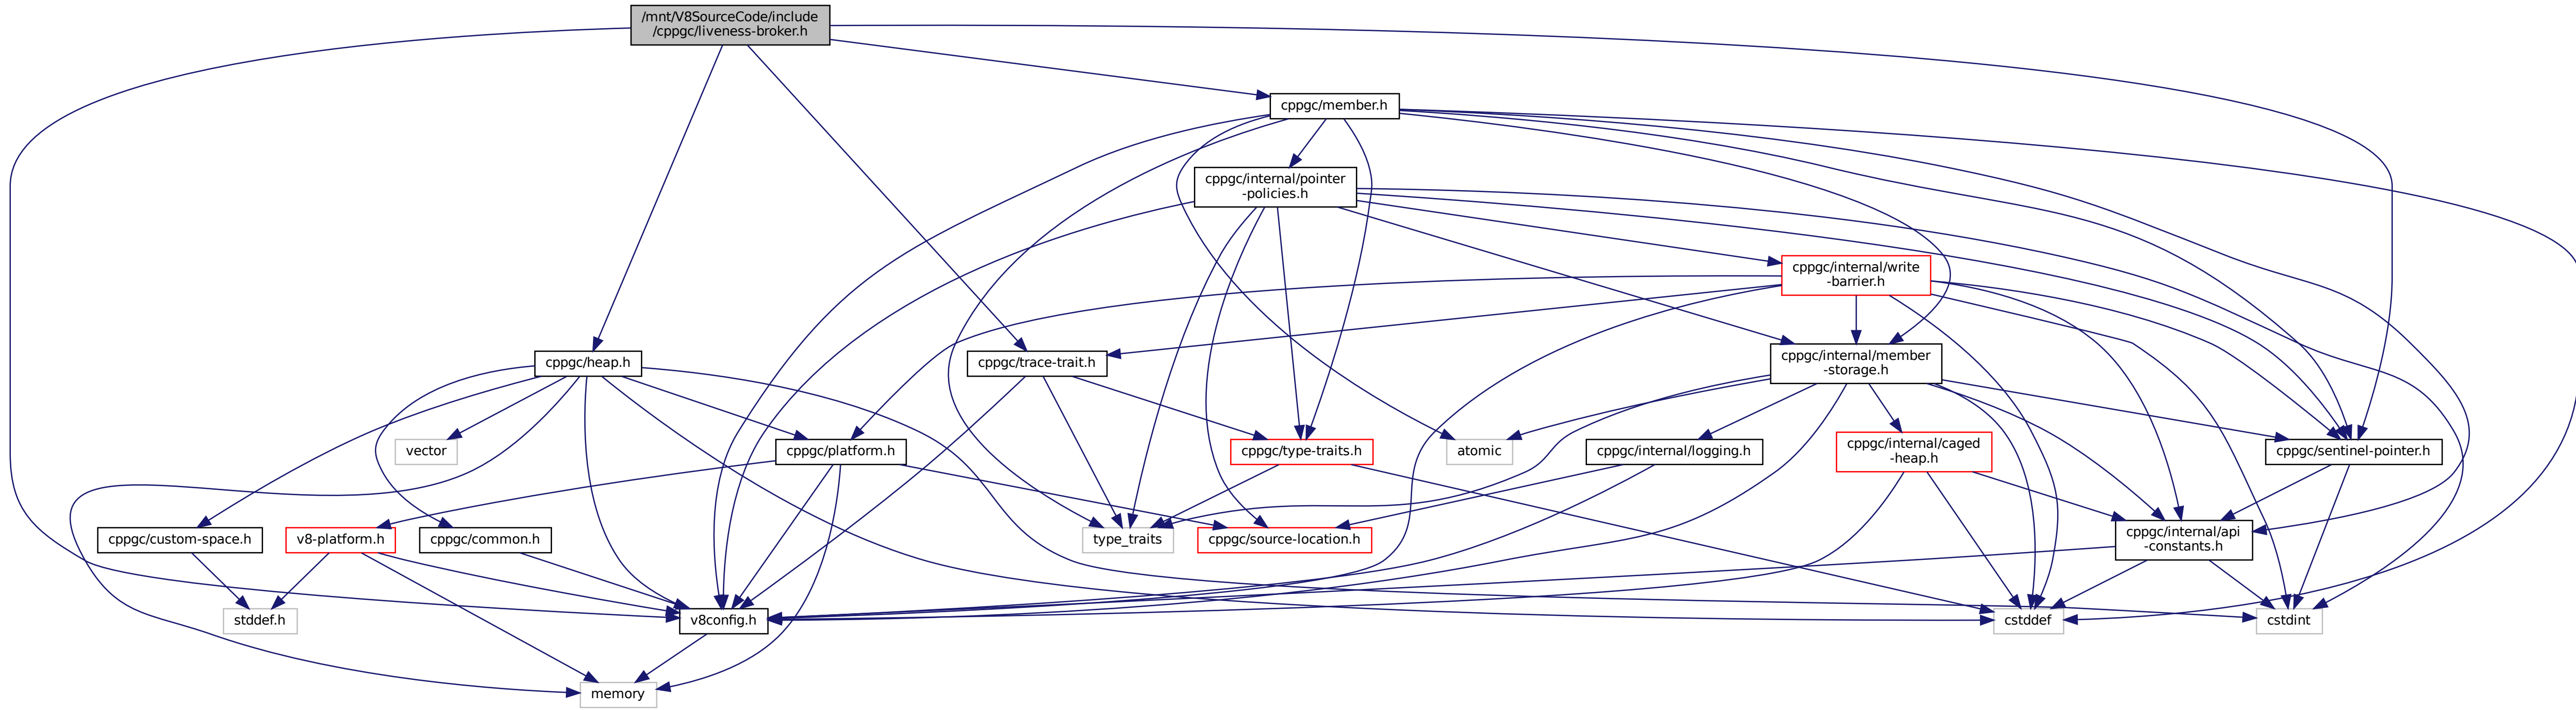 /mnt/V8SourceCode/include
/cppgc/liveness-broker.h
cppgc/member.h
cppgc/internal/pointer
-policies.h
cppgc/internal/write
-barrier.h
cppgc/heap.h
cppgc/trace-trait.h
cppgc/internal/member
-storage.h
vector
cppgc/platform.h
cppgc/type-traits.h
atomic
cppgc/internal/logging.h
cppgc/internal/caged
-heap.h
cppgc/sentinel-pointer.h
cppgc/custom-space.h
v8-platform.h
cppgc/common.h
type_traits
cppgc/source-location.h
cppgc/internal/api
-constants.h
stddef.h
v8config.h
cstddef
cstdint
memory